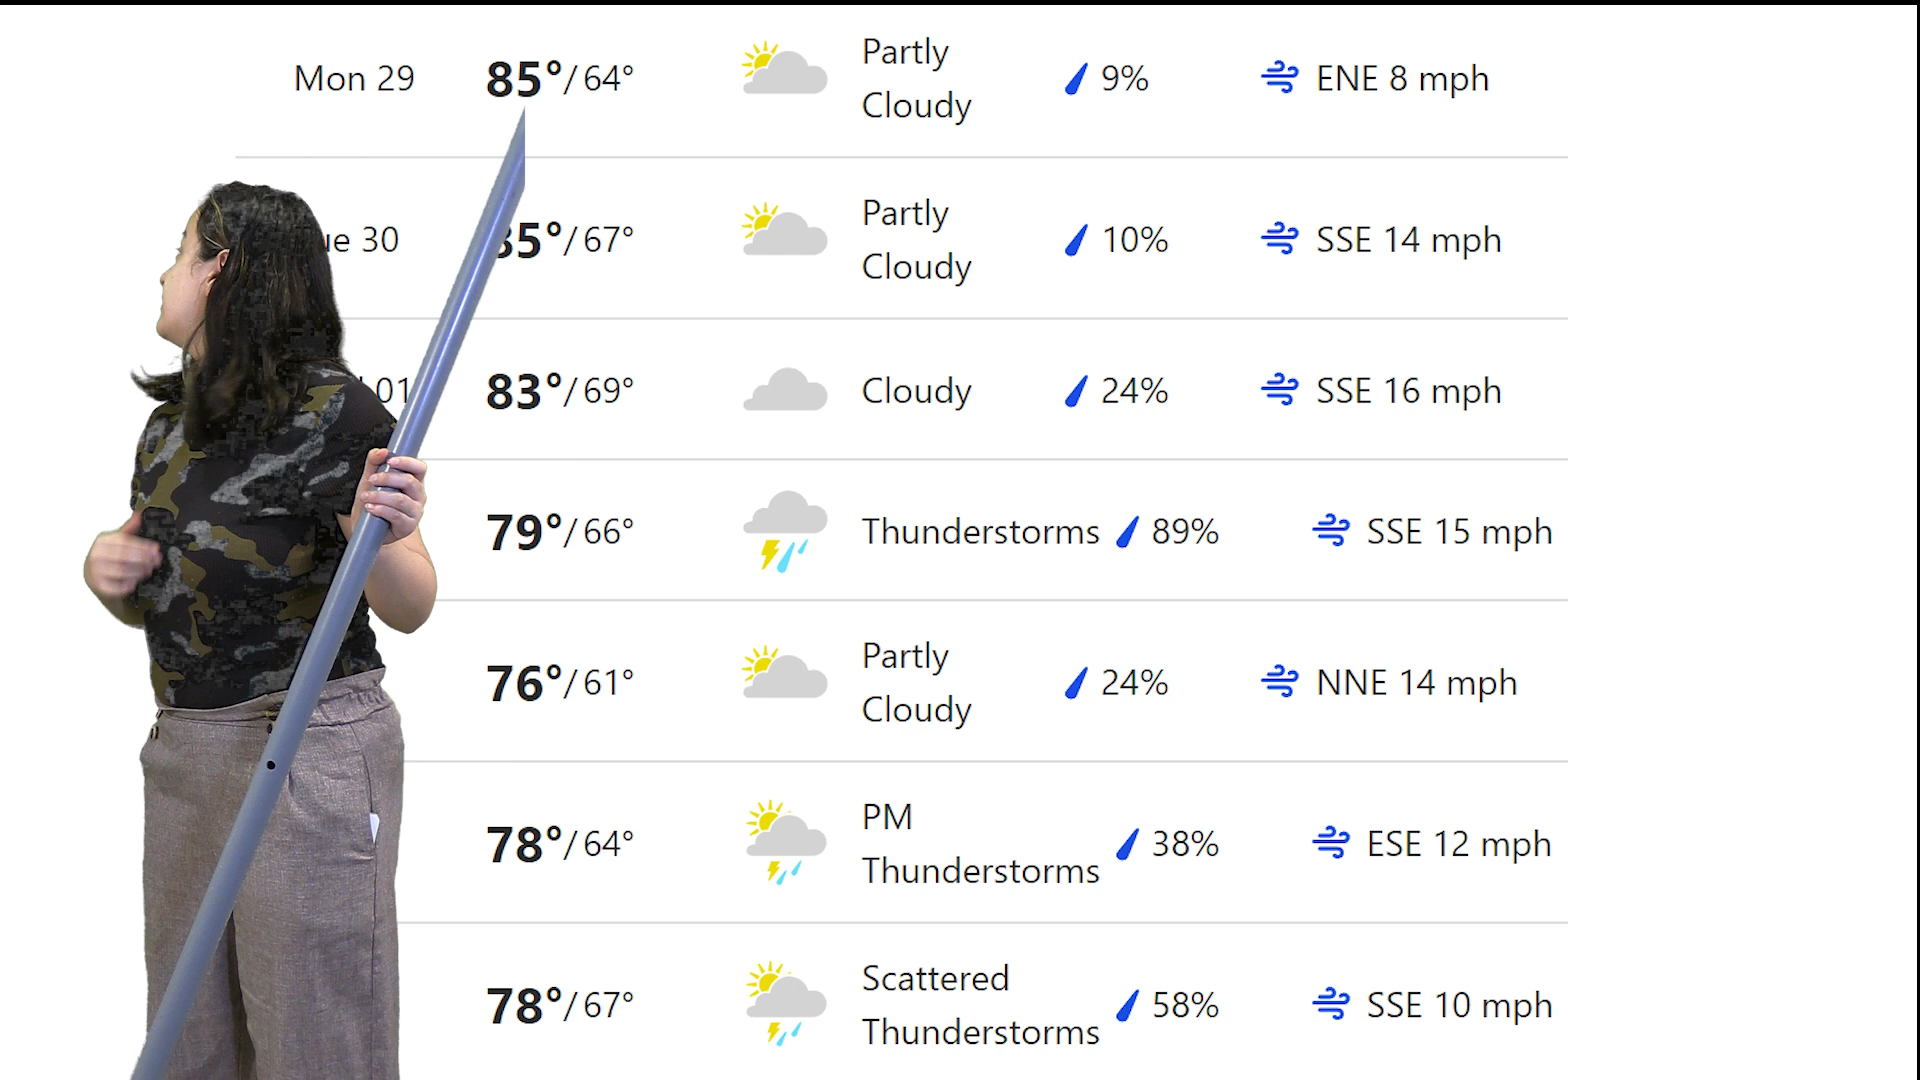 Mon 29 85°/64° Partly Cloudy 9% ENE 8 mph
30 /67° Partly Cloudy 10% SSE 14 mph
01 83°/69° Cloudy 24% SSE 16 mph
79°/66° Thunderstorms 89% SSE 15 mph
76°/61° Partly Cloudy 24% NNE 14 mph
78°/64° PM Thunderstorms 38% ESE 12 mph
78°/67° Scattered Thunderstorms 58% SSE 10 mph